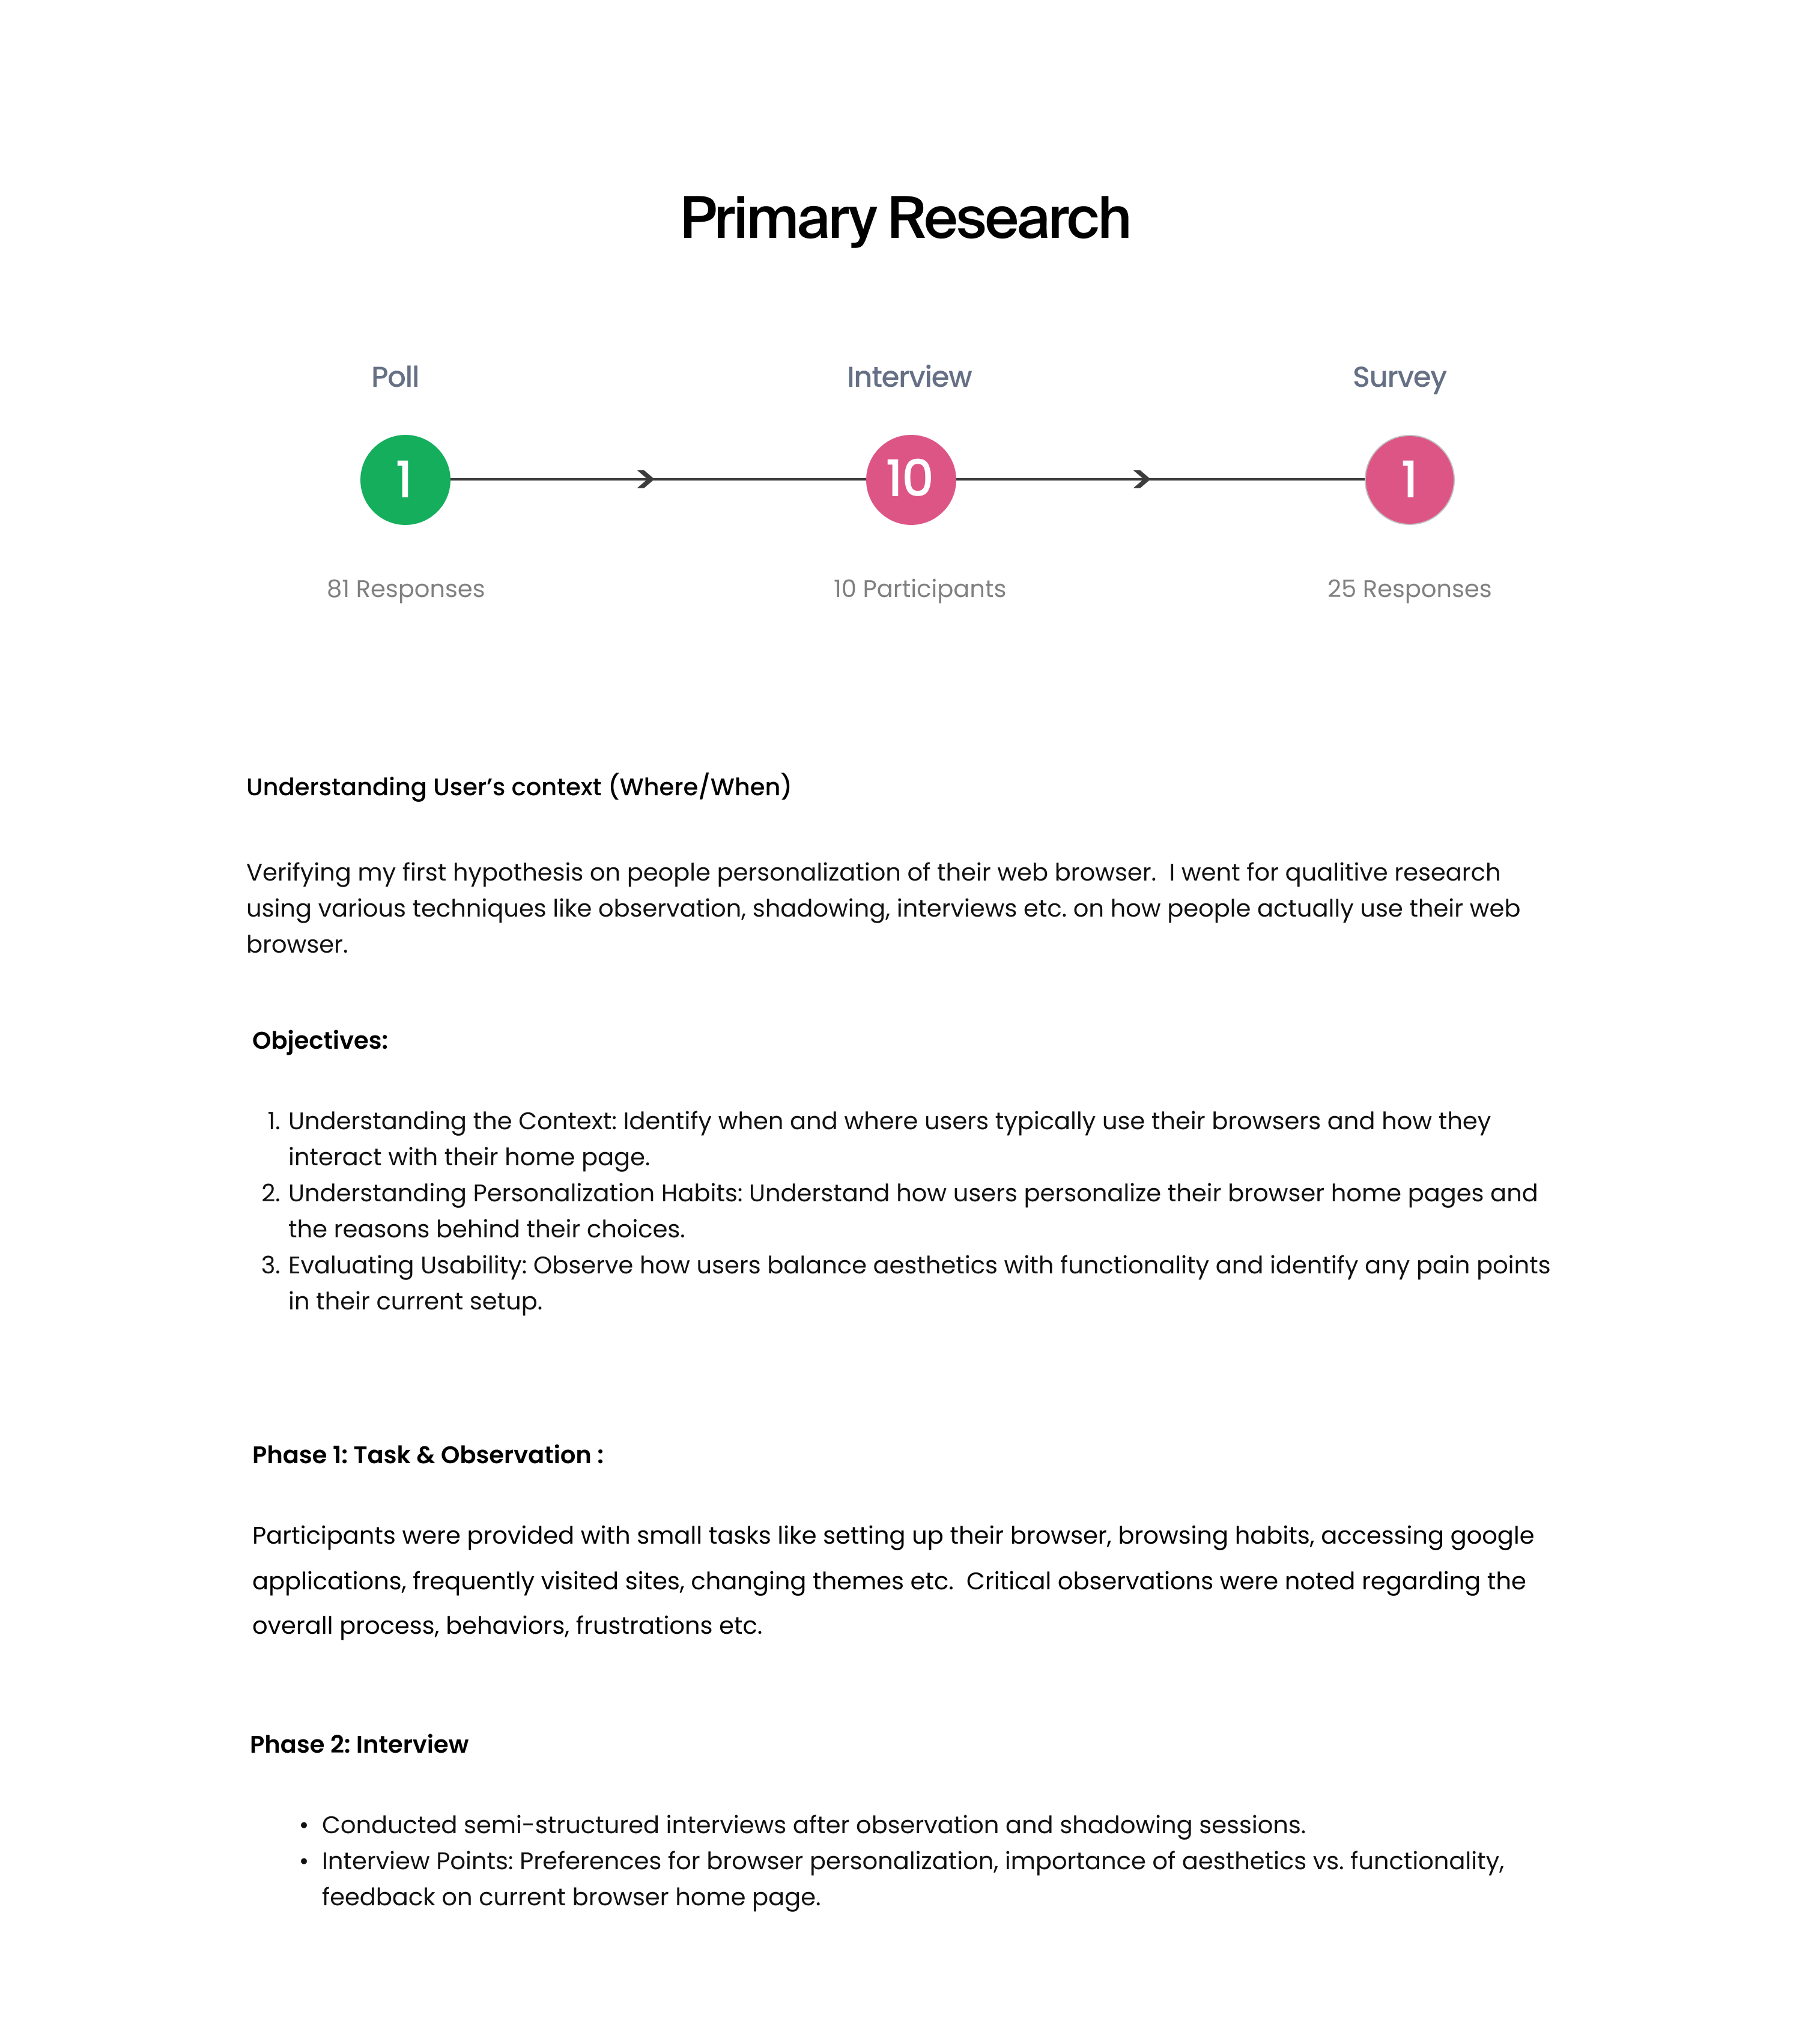 Primary Research
Poll
Interview
Survey
1
10
1
81 Responses
10 Participants
25 Responses
Understanding User’s context (Where/When)
Verifying my first hypothesis on people personalization of their web browser.  I went for qualitive research
using various techniques like observation, shadowing, interviews etc. on how people actually use their web
browser.
Objectives:
1. Understanding the Context: Identify when and where users typically use their browsers and how they
interact with their home page.
2. Understanding Personalization Habits: Understand how users personalize their browser home pages and
the reasons behind their choices.
3. Evaluating Usability: Observe how users balance aesthetics with functionality and identify any pain points
in their current setup.
Phase 1: Task & Observation :
Participants were provided with small tasks like setting up their browser, browsing habits, accessing google
applications, frequently visited sites, changing themes etc.  Critical observations were noted regarding the
overall process, behaviors, frustrations etc.
Phase 2: Interview
• Conducted semi-structured interviews after observation and shadowing sessions.
• Interview Points: Preferences for browser personalization, importance of aesthetics vs. functionality,
feedback on current browser home page.